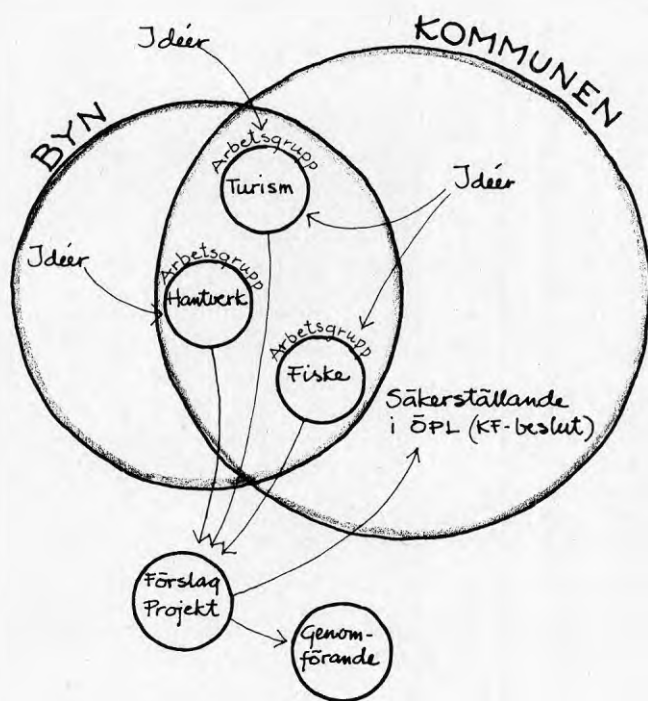 Idéer
KOMMUNEN
BYN
Arbetsgrupp
Turism
Idéer
Idéer
Arbetsgrupp
Hantverk
Arbetsgrupp
Fiske
Säkerställande
i ÖPL (KF-beslut)
Förslag
Projekt
Genom-
förande